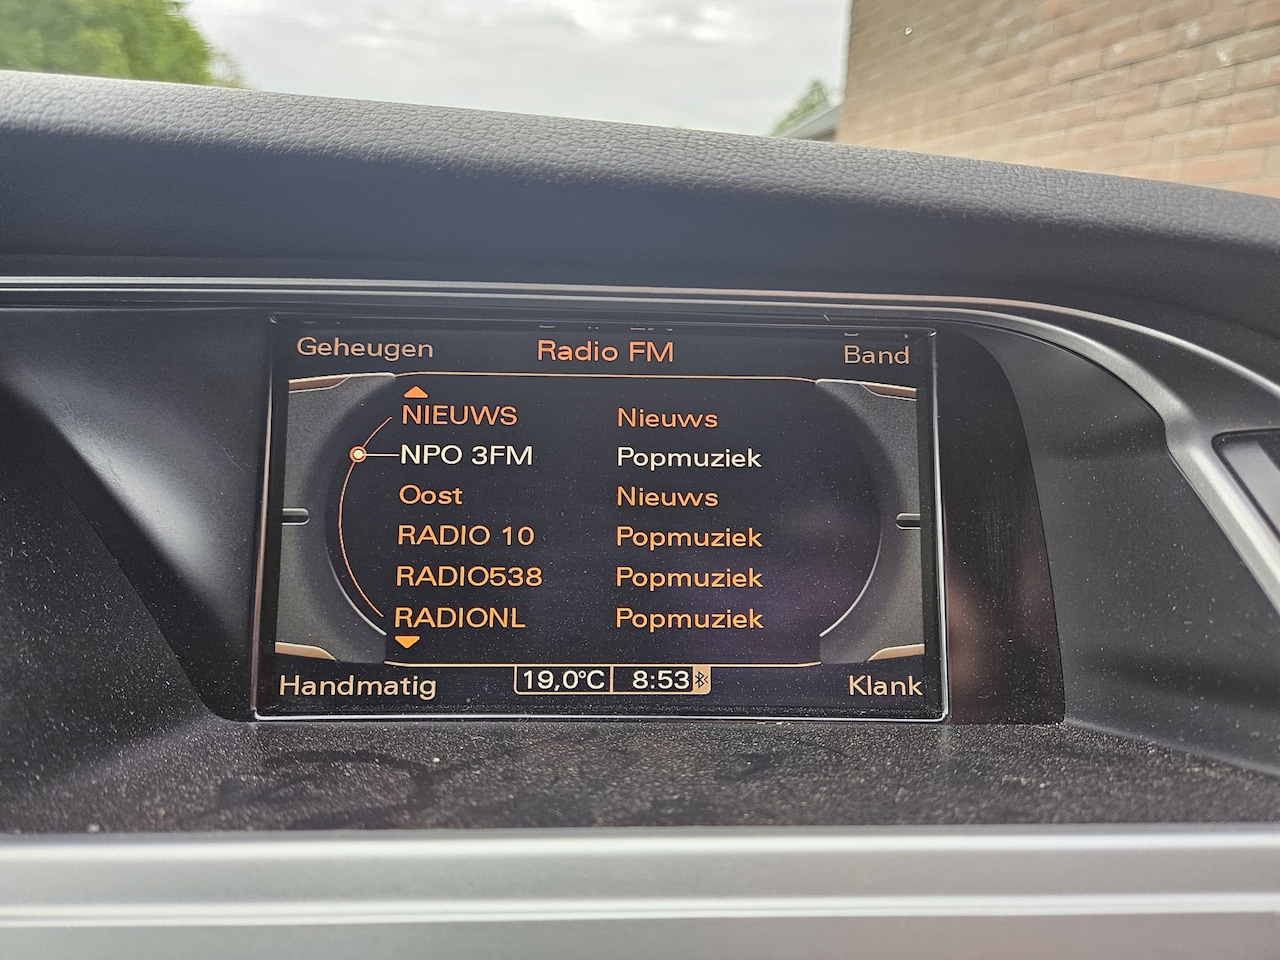 Geheugen Radio FM Band
NIEUWS Nieuws
NPO 3FM Popmuziek
Oost Nieuws
RADIO 10 Popmuziek
RADIO538 Popmuziek
RADIONL Popmuziek
Handmatig 19,0°C 8:53 Klank